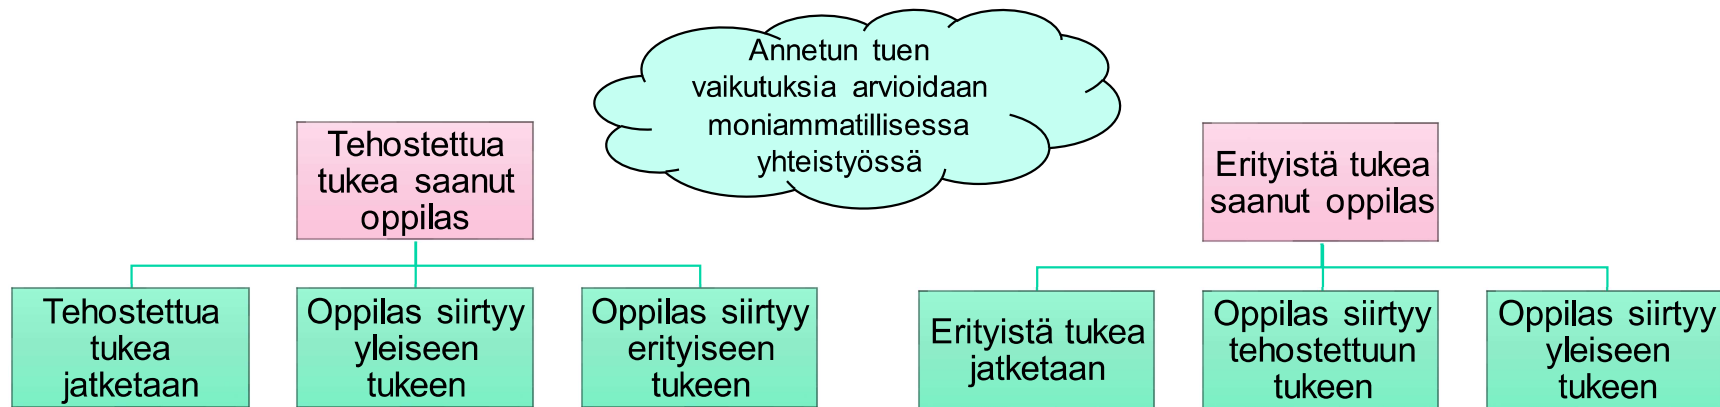 Annetun tuen
vaikutuksia arvioidaan
moniammatillisessa
yhteistyössä
Tehostettua
tukea saanut
oppilas
Erityistä tukea
saanut oppilas
Tehostettua
tukea
jatketaan
Oppilas siirtyy
yleiseen
tukeen
Oppilas siirtyy
erityiseen
tukeen
Erityistä tukea
jatketaan
Oppilas siirtyy
tehostettuun
tukeen
Oppilas siirtyy
yleiseen
tukeen